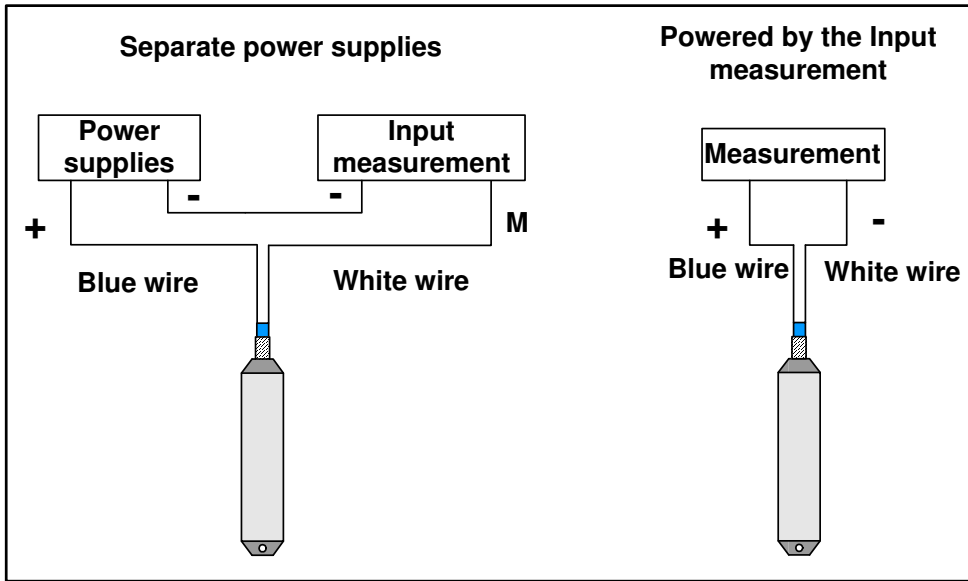 Separate power supplies
Power
supplies
Input
measurement
-
-
+
M
Blue wire
White wire
Powered by the Input
measurement
Measurement
+
-
Blue wire
White wire